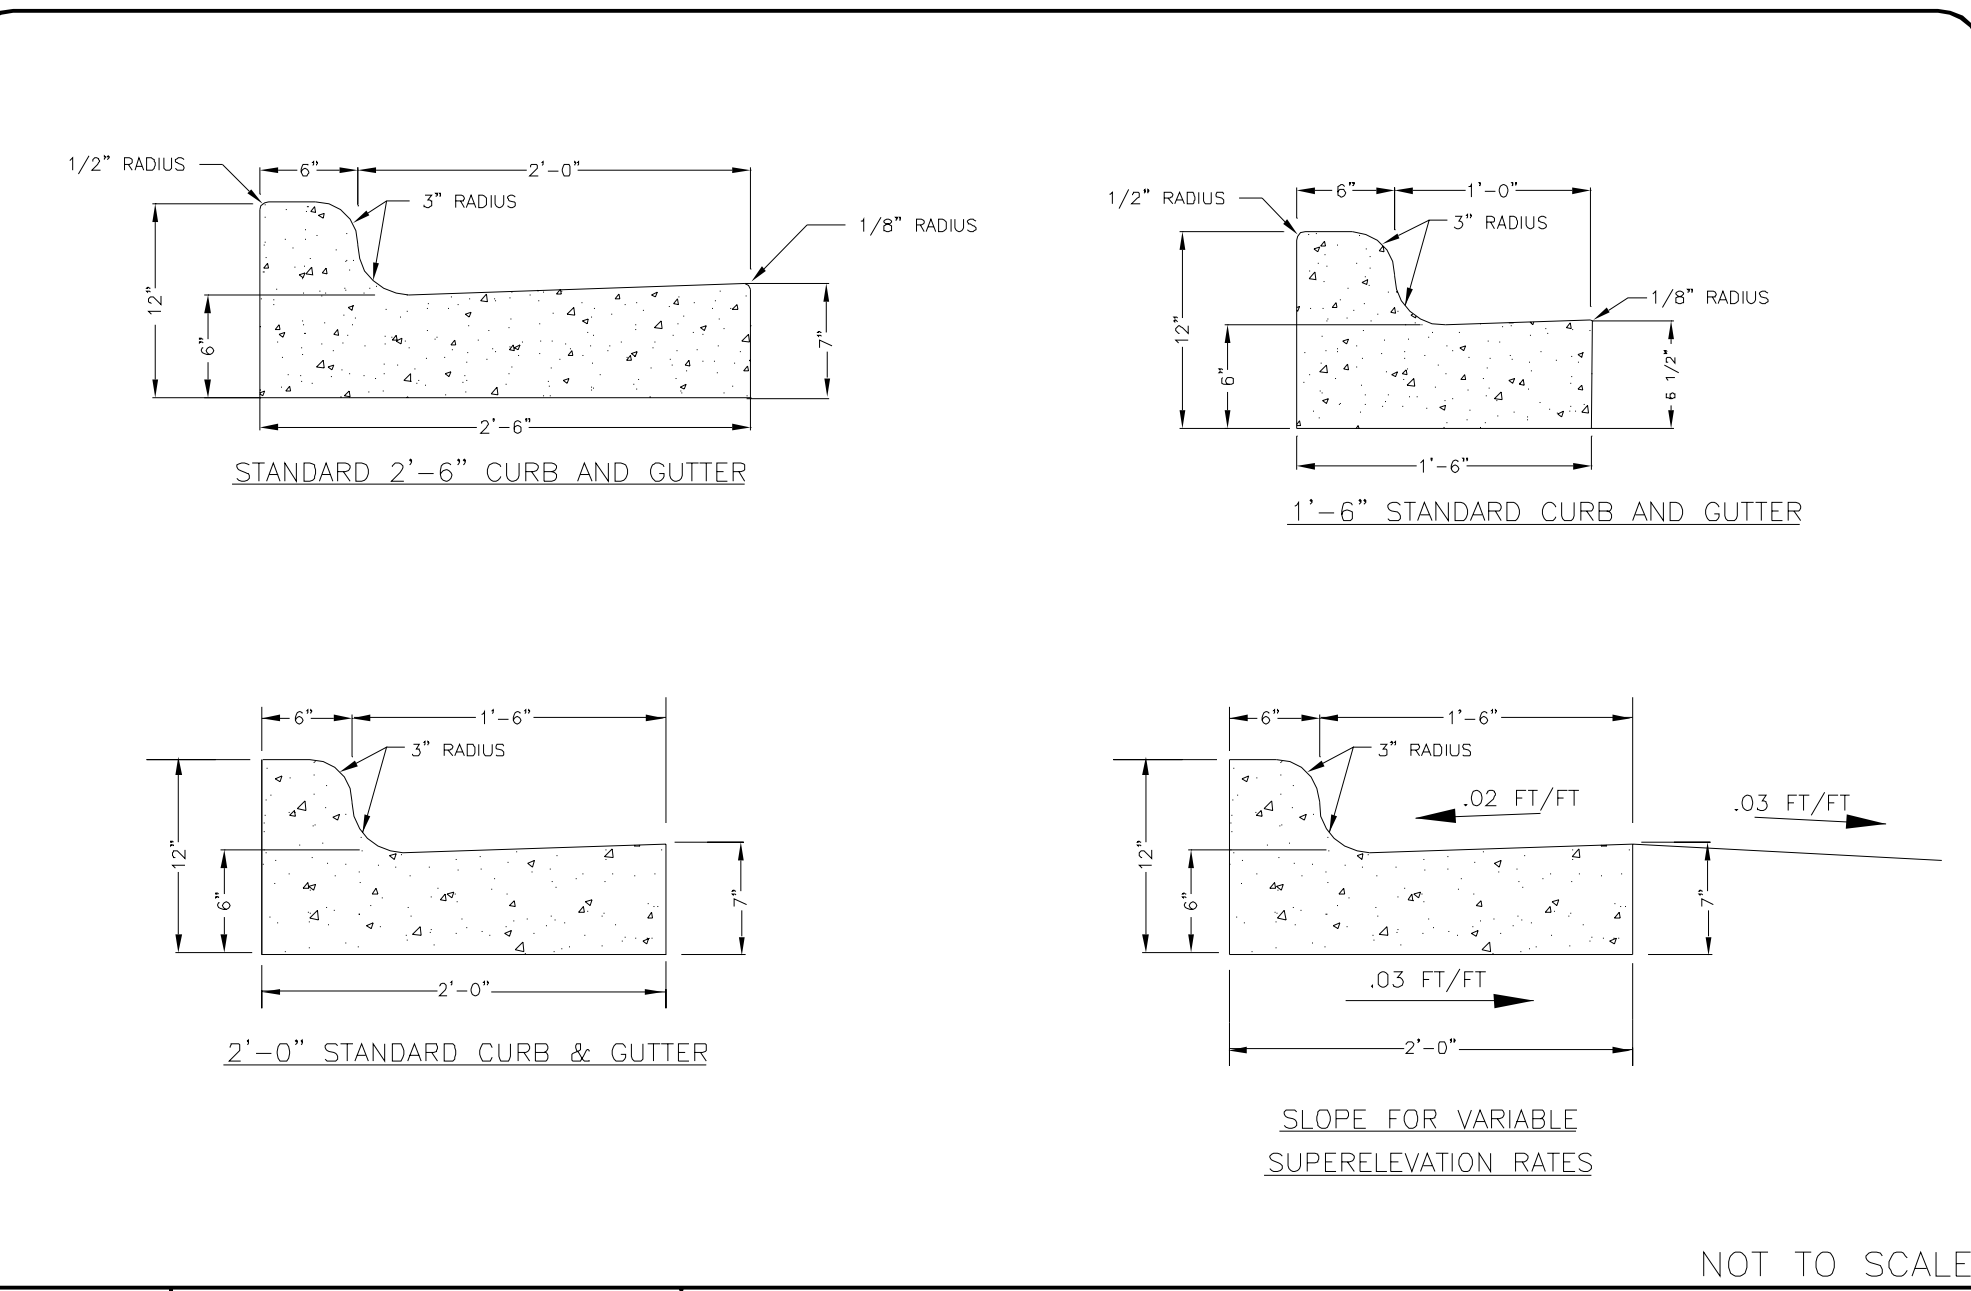 6” 2’-0”
1/2” RADIUS
3” RADIUS
1/8” RADIUS
12”
6”
7”
2’-6”
STANDARD 2’-6” CURB AND GUTTER
6” 1’-0”
1/2” RADIUS
3” RADIUS
1/8” RADIUS
12”
6”
6 1/2”
1’-6”
1’-6” STANDARD CURB AND GUTTER
6” 1’-6”
3” RADIUS
12”
6”
7”
2’-0”
2’-0” STANDARD CURB & GUTTER
6” 1’-6”
3” RADIUS
.02 FT/FT
.03 FT/FT
12”
6”
7”
.03 FT/FT
2’-0”
SLOPE FOR VARIABLE
SUPERELEVATION RATES
NOT TO SCALE